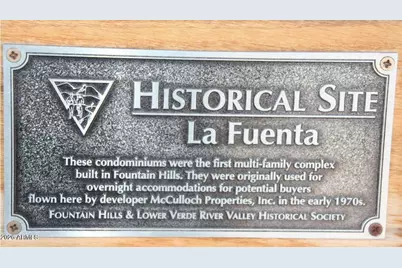 HISTORICAL SITE
La Fuenta
These condominiums were the first multi-family complex
built in Fountain Hills. They were originally used for
overnight accommodations for potential buyers
flown here by developer McCulloch Properties, Inc. in the early 1970s.
FOUNTAIN HILLS & LOWER VERDE RIVER VALLEY HISTORICAL SOCIETY